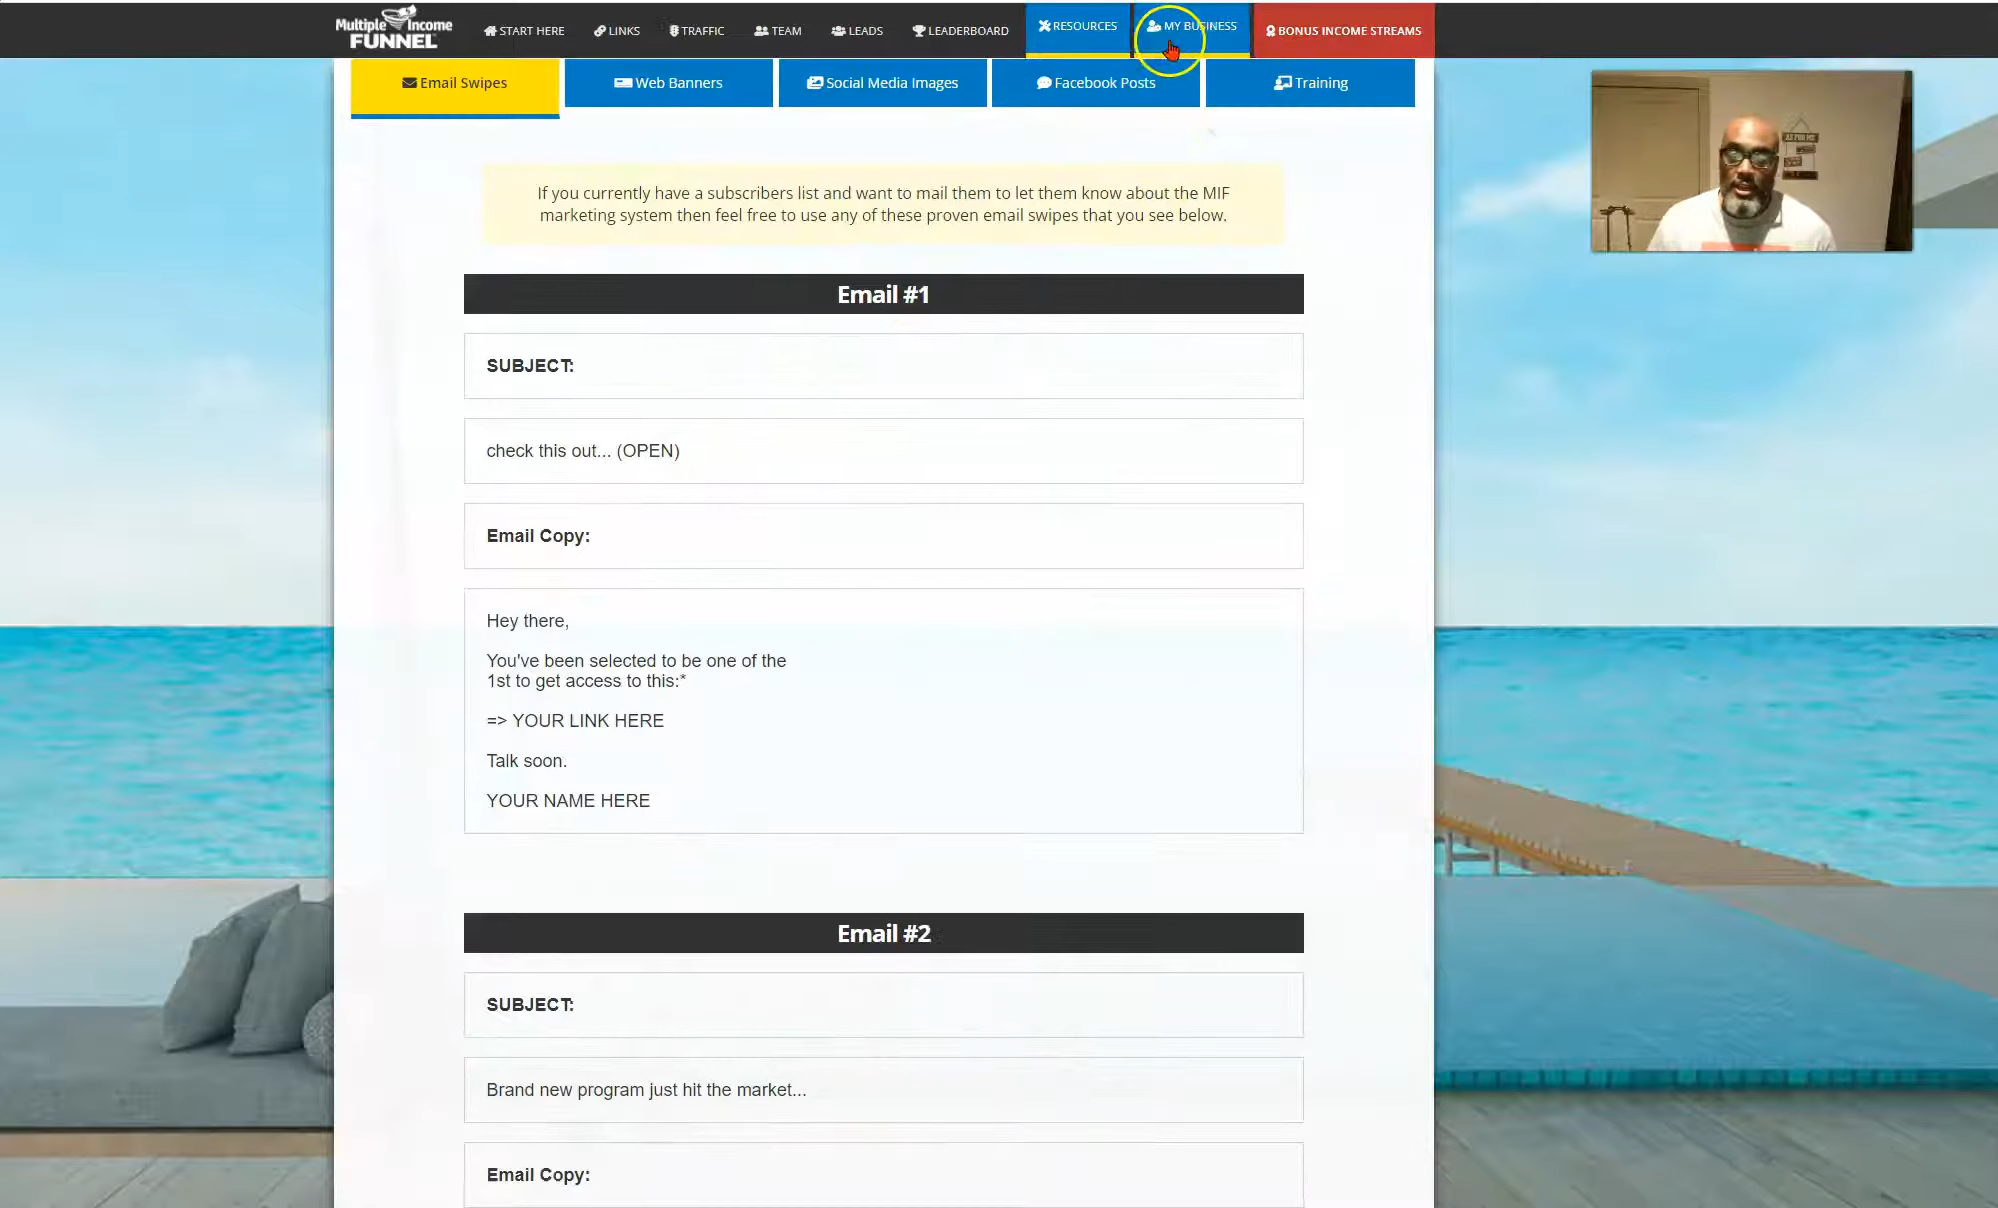 Multiple Income
FUNNEL
START HERE
LINKS
TRAFFIC
TEAM
LEADS
LEADERBOARD
RESOURCES
MY BUSINESS
BONUS INCOME STREAMS
Email Swipes
Web Banners
Social Media Images
Facebook Posts
Training
If you currently have a subscribers list and want to mail them to let them know about the MIF
marketing system then feel free to use any of these proven email swipes that you see below.
Email #1
SUBJECT:
check this out... (OPEN)
Email Copy:
Hey there,
You've been selected to be one of the
1st to get access to this:*
=> YOUR LINK HERE
Talk soon.
YOUR NAME HERE
Email #2
SUBJECT:
Brand new program just hit the market...
Email Copy: